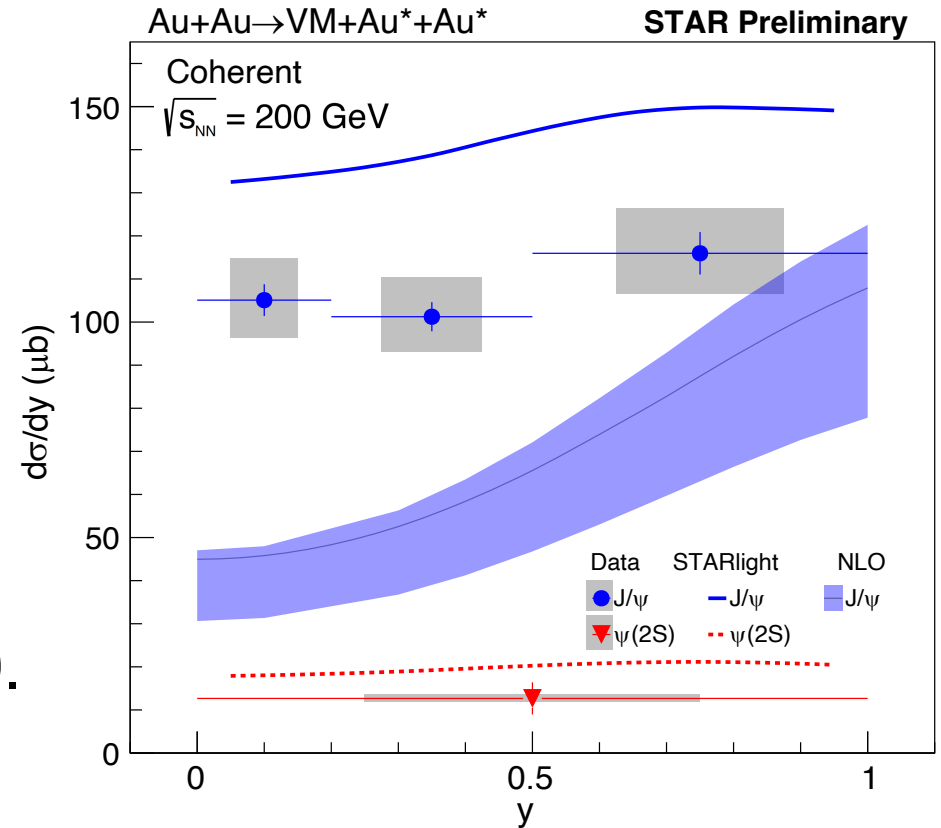 Au+Au→VM+Au*+Au* STAR Preliminary
Coherent
√s_NN = 200 GeV
150
100
50
0
dσ/dy (μb)
Data STARlight NLO
J/ψ J/ψ J/ψ
ψ(2S) ψ(2S)
0 0.5 1
y